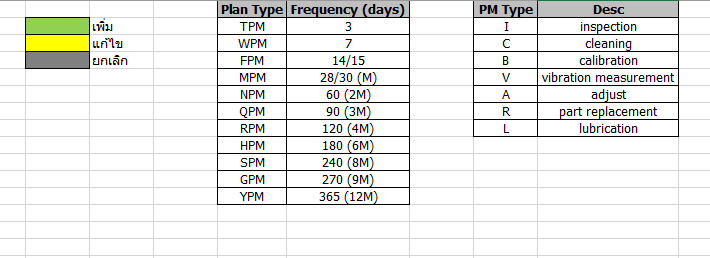 Plan Type Frequency (days) PM Type Desc
เพิ่ม TPM 3 I inspection
แก้ไข WPM 7 C cleaning
ยกเลิก FPM 14/15 B calibration
MPM 28/30 (M) V vibration measurement
NPM 60 (2M) A adjust
QPM 90 (3M) R part replacement
RPM 120 (4M) L lubrication
HPM 180 (6M)
SPM 240 (8M)
GPM 270 (9M)
YPM 365 (12M)